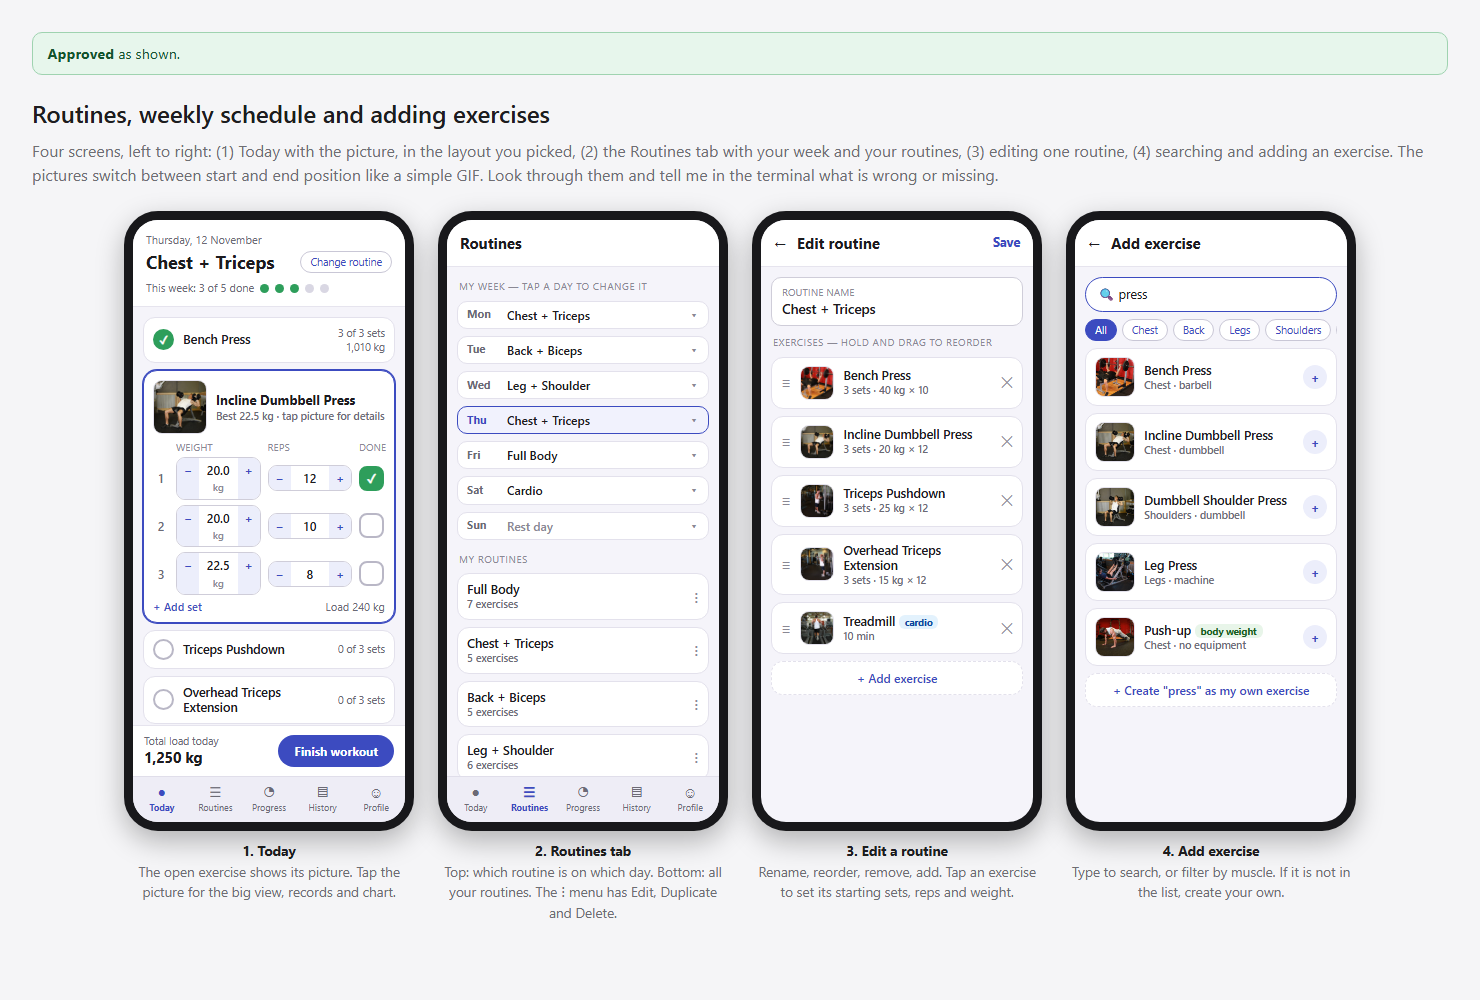 Approved as shown.
Routines, weekly schedule and adding exercises
Four screens, left to right: (1) Today with the picture, in the layout you picked, (2) the Routines tab with your week and your routines, (3) editing one routine, (4) searching and adding an exercise. The
pictures switch between start and end position like a simple GIF. Look through them and tell me in the terminal what is wrong or missing.
Thursday, 12 November
Chest + Triceps
Change routine
This week: 3 of 5 done
Bench Press
3 of 3 sets
1,010 kg
Incline Dumbbell Press
Best 22.5 kg · tap picture for details
WEIGHT REPS DONE
1 − 20.0 kg + − 12 +
2 − 20.0 kg + − 10 +
3 − 22.5 kg + − 8 +
+ Add set
Load 240 kg
Triceps Pushdown
0 of 3 sets
Overhead Triceps
Extension
0 of 3 sets
Total load today
1,250 kg
Finish workout
Today Routines Progress History Profile
1. Today
The open exercise shows its picture. Tap the
picture for the big view, records and chart.
Routines
MY WEEK — TAP A DAY TO CHANGE IT
Mon Chest + Triceps
Tue Back + Biceps
Wed Leg + Shoulder
Thu Chest + Triceps
Fri Full Body
Sat Cardio
Sun Rest day
MY ROUTINES
Full Body
7 exercises
Chest + Triceps
5 exercises
Back + Biceps
5 exercises
Leg + Shoulder
6 exercises
Today Routines Progress History Profile
2. Routines tab
Top: which routine is on which day. Bottom: all
your routines. The ⋮ menu has Edit, Duplicate
and Delete.
← Edit routine
Save
ROUTINE NAME
Chest + Triceps
EXERCISES — HOLD AND DRAG TO REORDER
Bench Press
3 sets · 40 kg × 10
Incline Dumbbell Press
3 sets · 20 kg × 12
Triceps Pushdown
3 sets · 25 kg × 12
Overhead Triceps
Extension
3 sets · 15 kg × 12
Treadmill cardio
10 min
+ Add exercise
3. Edit a routine
Rename, reorder, remove, add. Tap an exercise
to set its starting sets, reps and weight.
← Add exercise
press
All Chest Back Legs Shoulders
Bench Press
Chest · barbell
Incline Dumbbell Press
Chest · dumbbell
Dumbbell Shoulder Press
Shoulders · dumbbell
Leg Press
Legs · machine
Push-up body weight
Chest · no equipment
+ Create "press" as my own exercise
4. Add exercise
Type to search, or filter by muscle. If it is not in
the list, create your own.